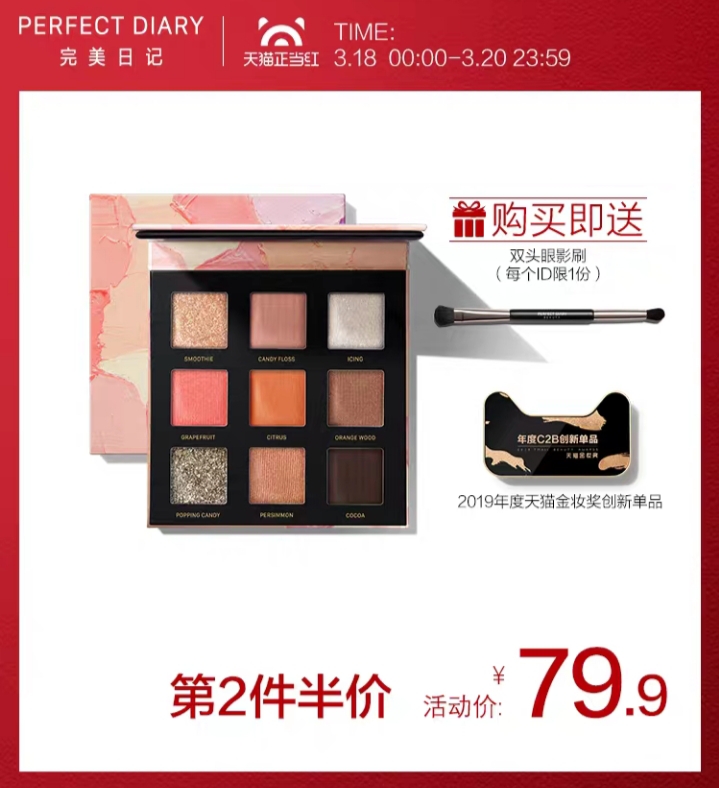 PERFECT DIARY
完美日记
天猫正当红
TIME:
3.18 00:00-3.20 23:59
购买即送
双头眼影刷
（每个ID限1份）
PERFECT DIARY
SMOOTHIE
CANDY FLOSS
ICING
GRAPEFRUIT
CITRUS
ORANGE WOOD
POPPING CANDY
PERSIMMON
COCOA
年度C2B创新单品
2019年度天猫金妆奖创新单品
第2件半价
活动价:
¥79.9